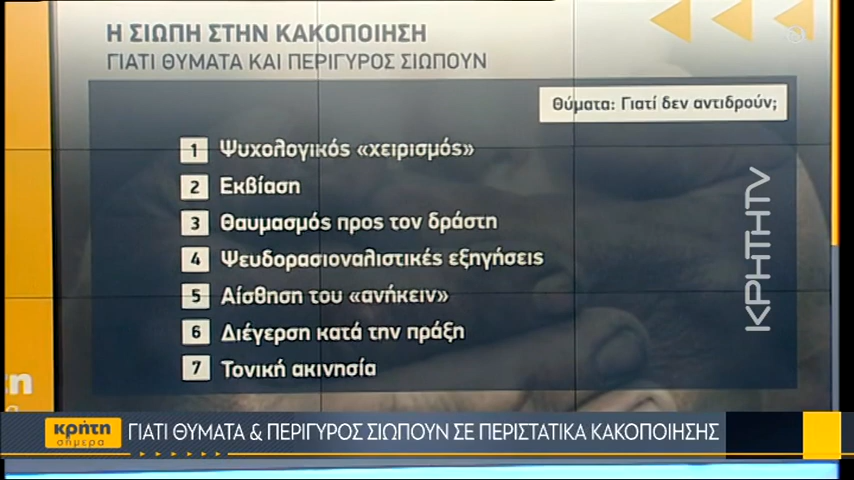 Η ΣΙΩΠΗ ΣΤΗΝ ΚΑΚΟΠΟΙΗΣΗ
ΓΙΑΤΙ ΘΥΜΑΤΑ ΚΑΙ ΠΕΡΙΓΥΡΟΣ ΣΙΩΠΟΥΝ
Θύματα: Γιατί δεν αντιδρούν;
1 Ψυχολογικός «χειρισμός»
2 Εκβίαση
3 Θαυμασμός προς τον δράστη
4 Ψευδορασιοναλιστικές εξηγήσεις
5 Αίσθηση του «ανήκειν»
6 Διέγερση κατά την πράξη
7 Τονική ακινησία
ΚΡΗΤΗTV
κρήτη
σήμερα
ΓΙΑΤΙ ΘΥΜΑΤΑ & ΠΕΡΙΓΥΡΟΣ ΣΙΩΠΟΥΝ ΣΕ ΠΕΡΙΣΤΑΤΙΚΑ ΚΑΚΟΠΟΙΗΣΗΣ